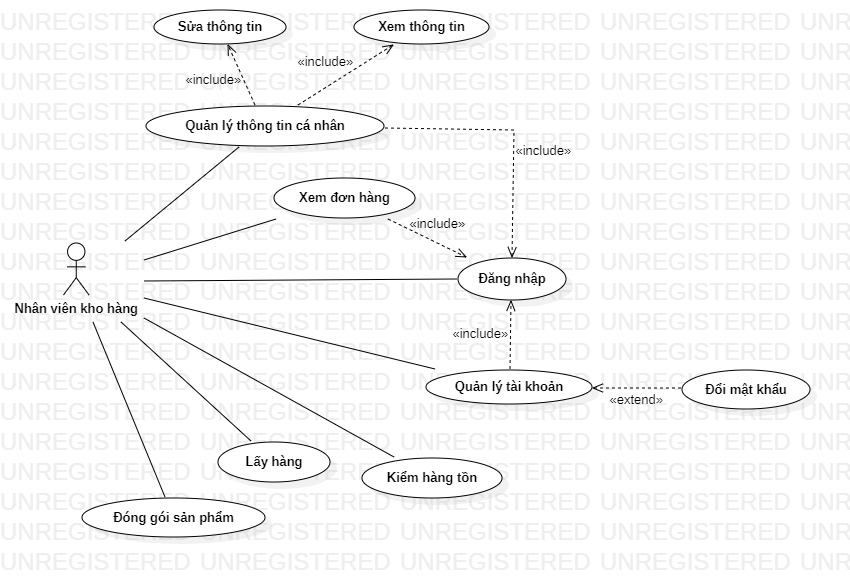 Sửa thông tin
Xem thông tin
«include»
«include»
Quản lý thông tin cá nhân
«include»
Xem đơn hàng
«include»
Đăng nhập
Nhân viên kho hàng
«include»
Quản lý tài khoản
Đổi mật khẩu
«extend»
Lấy hàng
Kiểm hàng tồn
Đóng gói sản phẩm
UNREGISTERED UNREGISTERED UNREGISTERED UNREGISTERED UNR